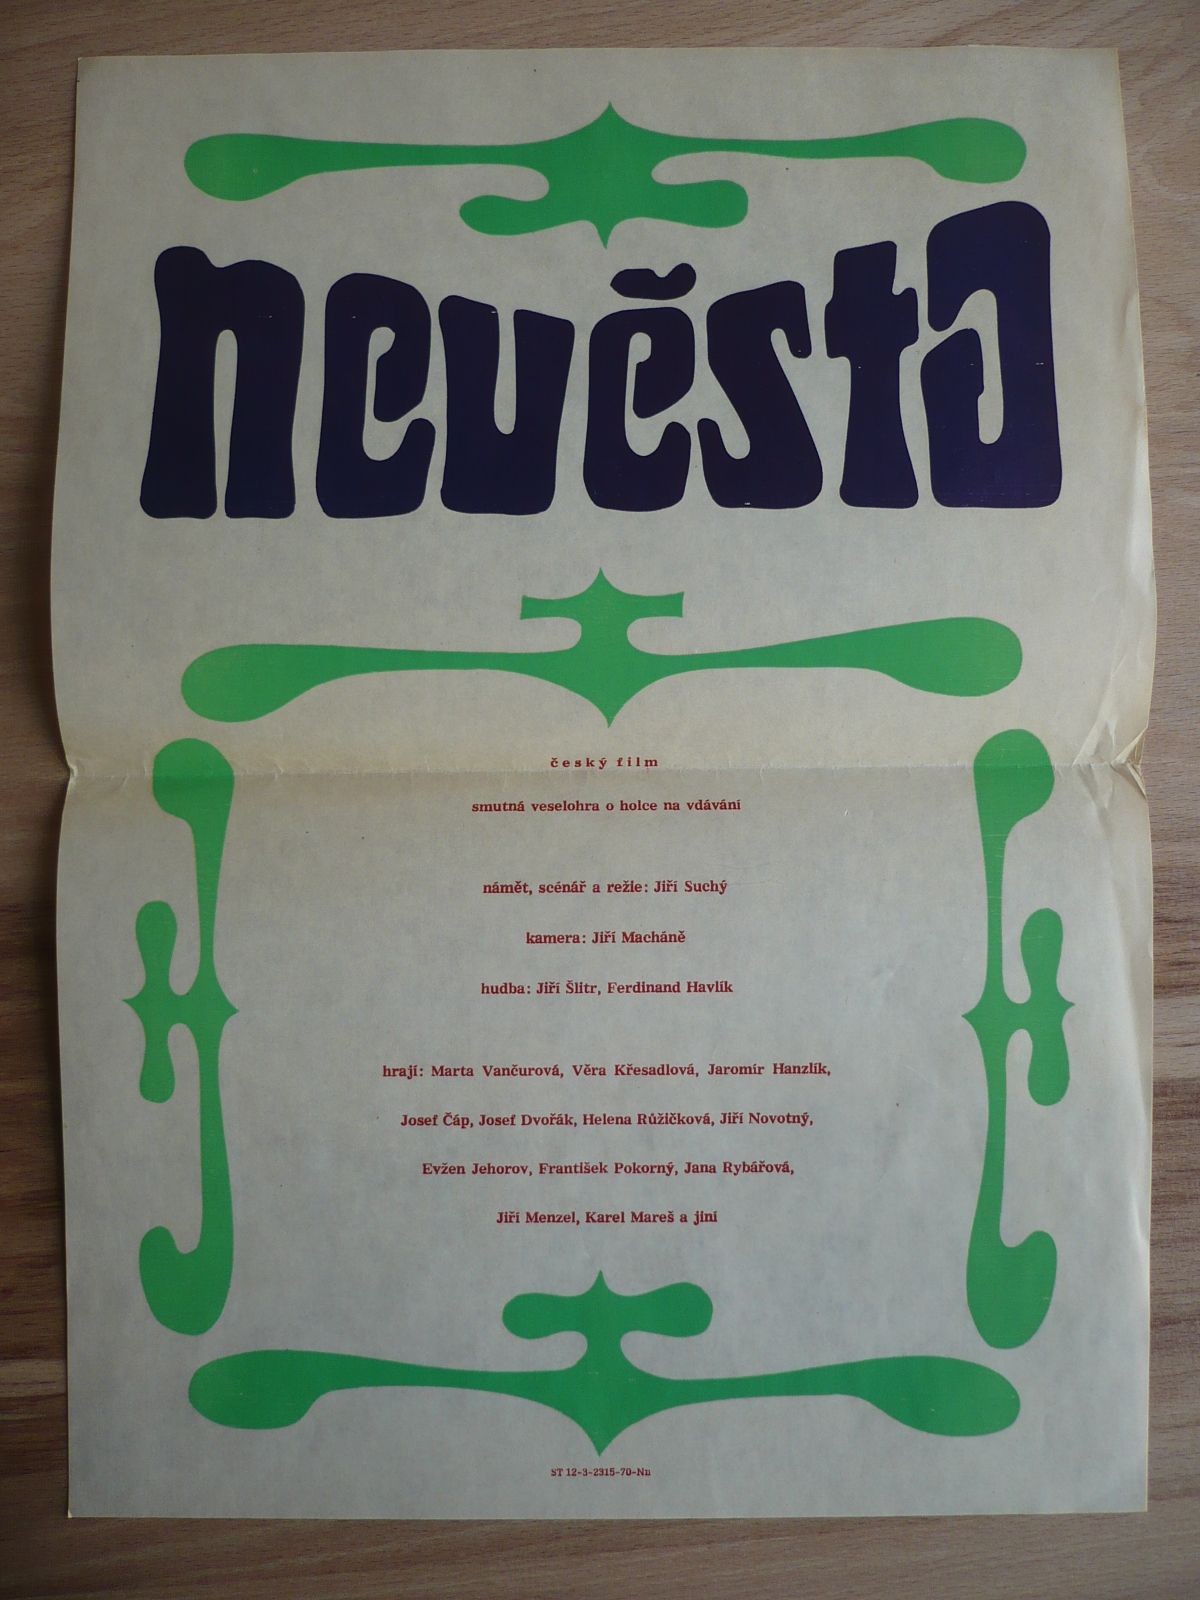 nevěsta
český film
smutná veselohra o holce na vdávání
námět, scénář a režie: Jiří Suchý
kamera: Jiří Macháně
hudba: Jiří Šlitr, Ferdinand Havlík
hrají: Marta Vančurová, Věra Křesadlová, Jaromír Hanzlík,
Josef Čáp, Josef Dvořák, Helena Růžičková, Jiří Novotný,
Evžen Jehorov, František Pokorný, Jana Rybářová,
Jiří Menzel, Karel Mareš a jiní
ST 12-3-2315-70-Nu